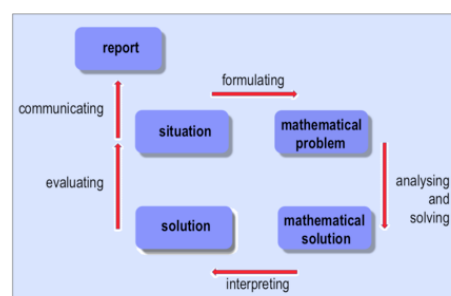 report
formulating
communicating
situation
mathematical
problem
evaluating
analysing
and
solving
solution
mathematical
solution
interpreting